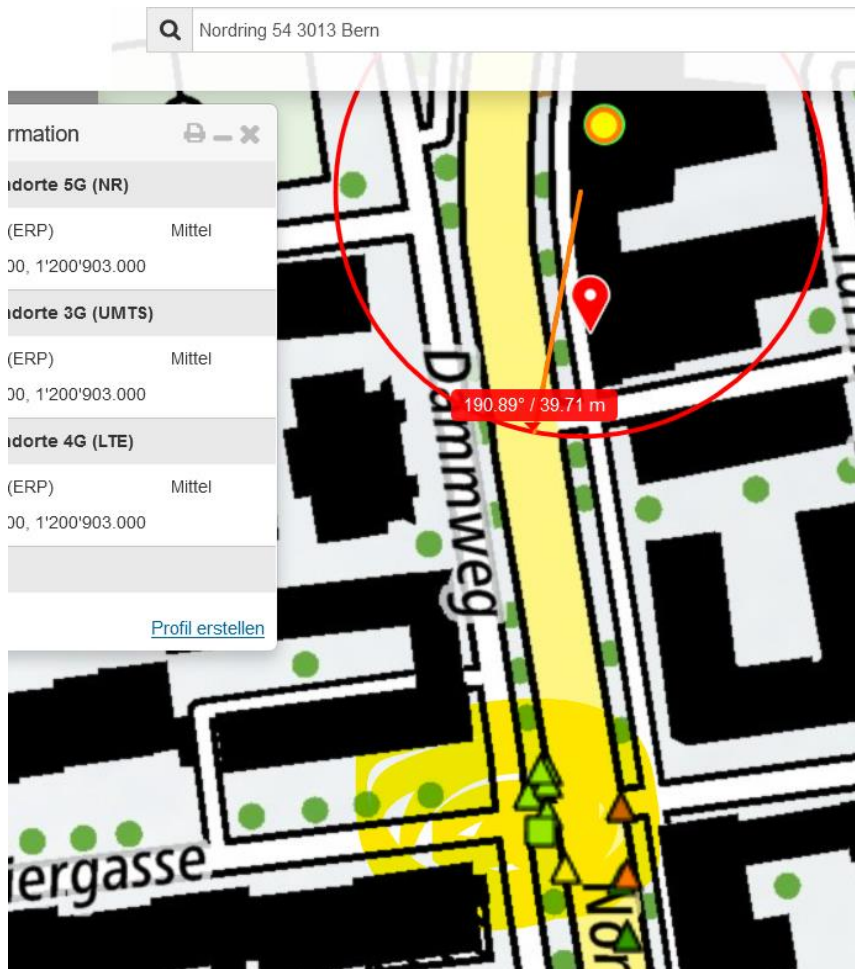 Nordring 54 3013 Bern
rmation
ndorte 5G (NR)
(ERP) Mittel
00, 1'200'903.000
ndorte 3G (UMTS)
(ERP) Mittel
00, 1'200'903.000
ndorte 4G (LTE)
(ERP) Mittel
00, 1'200'903.000
Profil erstellen
190.89° / 39.71 m
Dammweg
iergasse
Nor